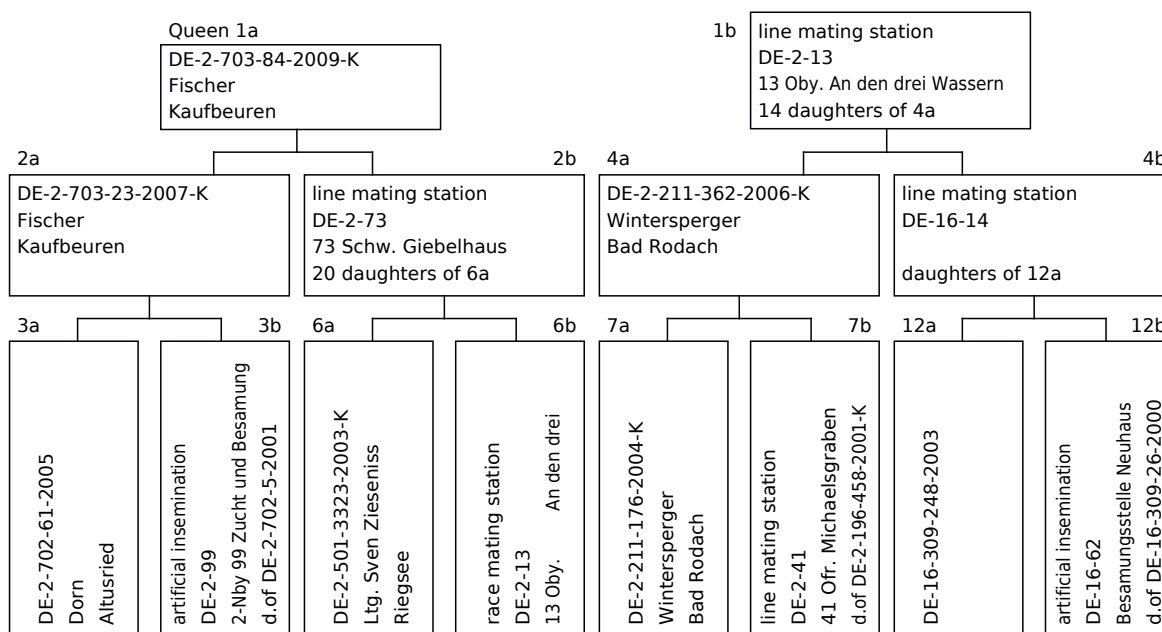 Queen 1a
DE-2-703-84-2009-K
Fischer
Kaufbeuren
1b
line mating station
DE-2-13
13 Oby. An den drei Wassern
14 daughters of 4a
2a
DE-2-703-23-2007-K
Fischer
Kaufbeuren
2b
line mating station
DE-2-73
73 Schw. Giebelhaus
20 daughters of 6a
4a
DE-2-211-362-2006-K
Wintersperger
Bad Rodach
4b
line mating station
DE-16-14
daughters of 12a
3a
DE-2-702-61-2005
Dorn
Altusried
3b
artificial insemination
DE-2-99
2-Nby 99 Zucht und Besamung
d.of DE-2-702-5-2001
6a
DE-2-501-3323-2003-K
Ltg. Sven Zieseniss
Riegsee
6b
race mating station
DE-2-13
13 Oby. An den drei
7a
DE-2-211-176-2004-K
Wintersperger
Bad Rodach
7b
line mating station
DE-2-41
41 Ofr. Michaelsgraben
d.of DE-2-196-458-2001-K
12a
DE-16-309-248-2003
12b
artificial insemination
DE-16-62
Besamungsstelle Neuhaus
d.of DE-16-309-26-2000